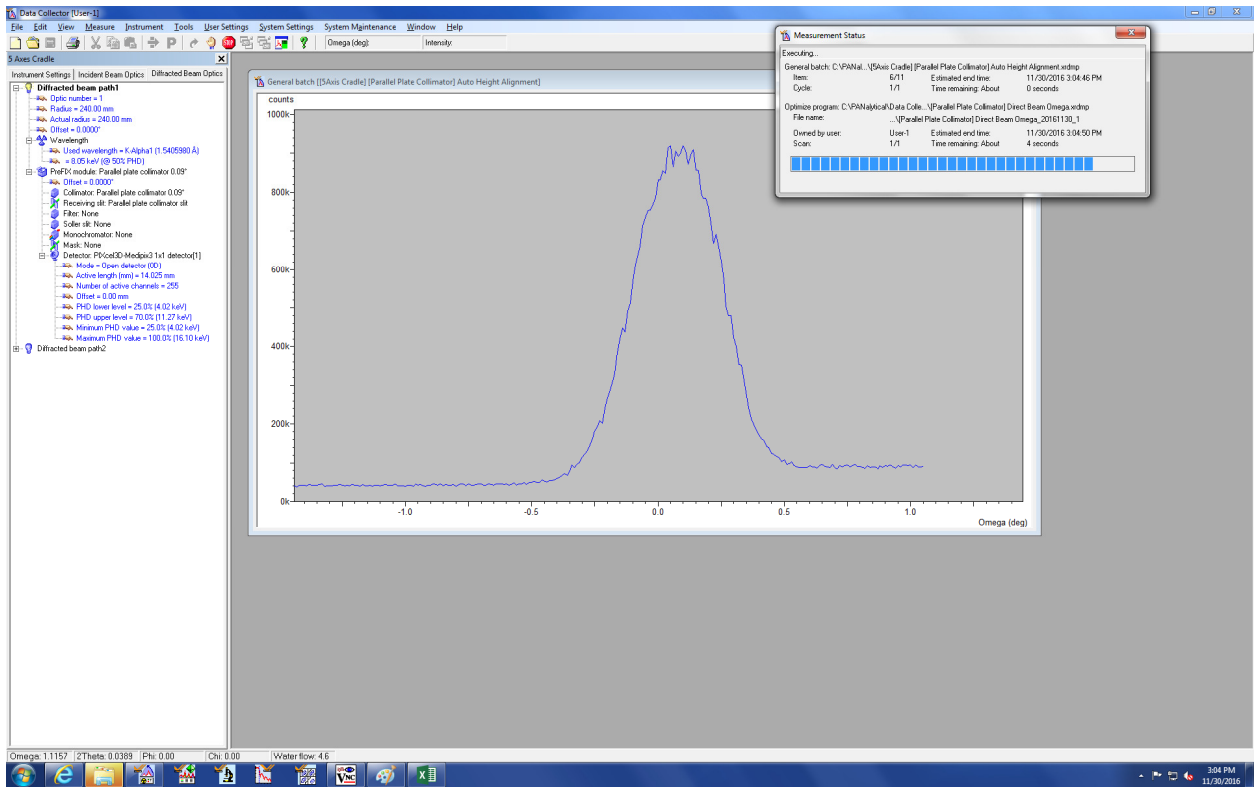 Data Collector [User-1]
File Edit View Measure Instrument Tools User Settings System Settings System Maintenance Window Help
STOP Omega (deg): Intensity:
5 Axes Cradle
Instrument Settings Incident Beam Optics Diffracted Beam Optics
Diffracted beam path1
Optic number = 1
Radius = 240.00 mm
Actual radius = 240.00 mm
Offset = 0.0000°
Wavelength
Used wavelength = K-Alpha1 (1.5405980 Å)
= 8.05 keV (@ 50% PHD)
PreFIX module: Parallel plate collimator 0.09°
Offset = 0.0000°
Collimator: Parallel plate collimator 0.09°
Receiving slit: Parallel plate collimator slit
Filter: None
Soller slit: None
Monochromator: None
Mask: None
Detector: PIXcel3D-Medipix3 1x1 detector[1]
Mode = Open detector (0D)
Active length (mm) = 14.025 mm
Number of active channels = 255
Offset = 0.00 mm
PHD lower level = 25.0% (4.02 keV)
PHD upper level = 70.0% (11.27 keV)
Minimum PHD value = 25.0% (4.02 keV)
Maximum PHD value = 100.0% (16.10 keV)
Diffracted beam path2
General batch [[5Axis Cradle] [Parallel Plate Collimator] Auto Height Alignment]
counts
1000k
800k
600k
400k
200k
0k
-1.0 -0.5 0.0 0.5 1.0
Omega (deg)
Measurement Status
Executing...
General batch: C:\PANal...\[5Axis Cradle] [Parallel Plate Collimator] Auto Height Alignment.xrdmp
Item: 6/11 Estimated end time: 11/30/2016 3:04:46 PM
Cycle: 1/1 Time remaining: About 0 seconds
Optimize program: C:\PANalytical\Data Colle...\[Parallel Plate Collimator] Direct Beam Omega.xrdmp
File name: ...\[Parallel Plate Collimator] Direct Beam Omega_20161130_1
Owned by user: User-1 Estimated end time: 11/30/2016 3:04:50 PM
Scan: 1/1 Time remaining: About 4 seconds
Omega: 1.1157 2Theta: 0.0389 Phi: 0.00 Chi: 0.00 Water flow: 4.6
VNC
3:04 PM
11/30/2016